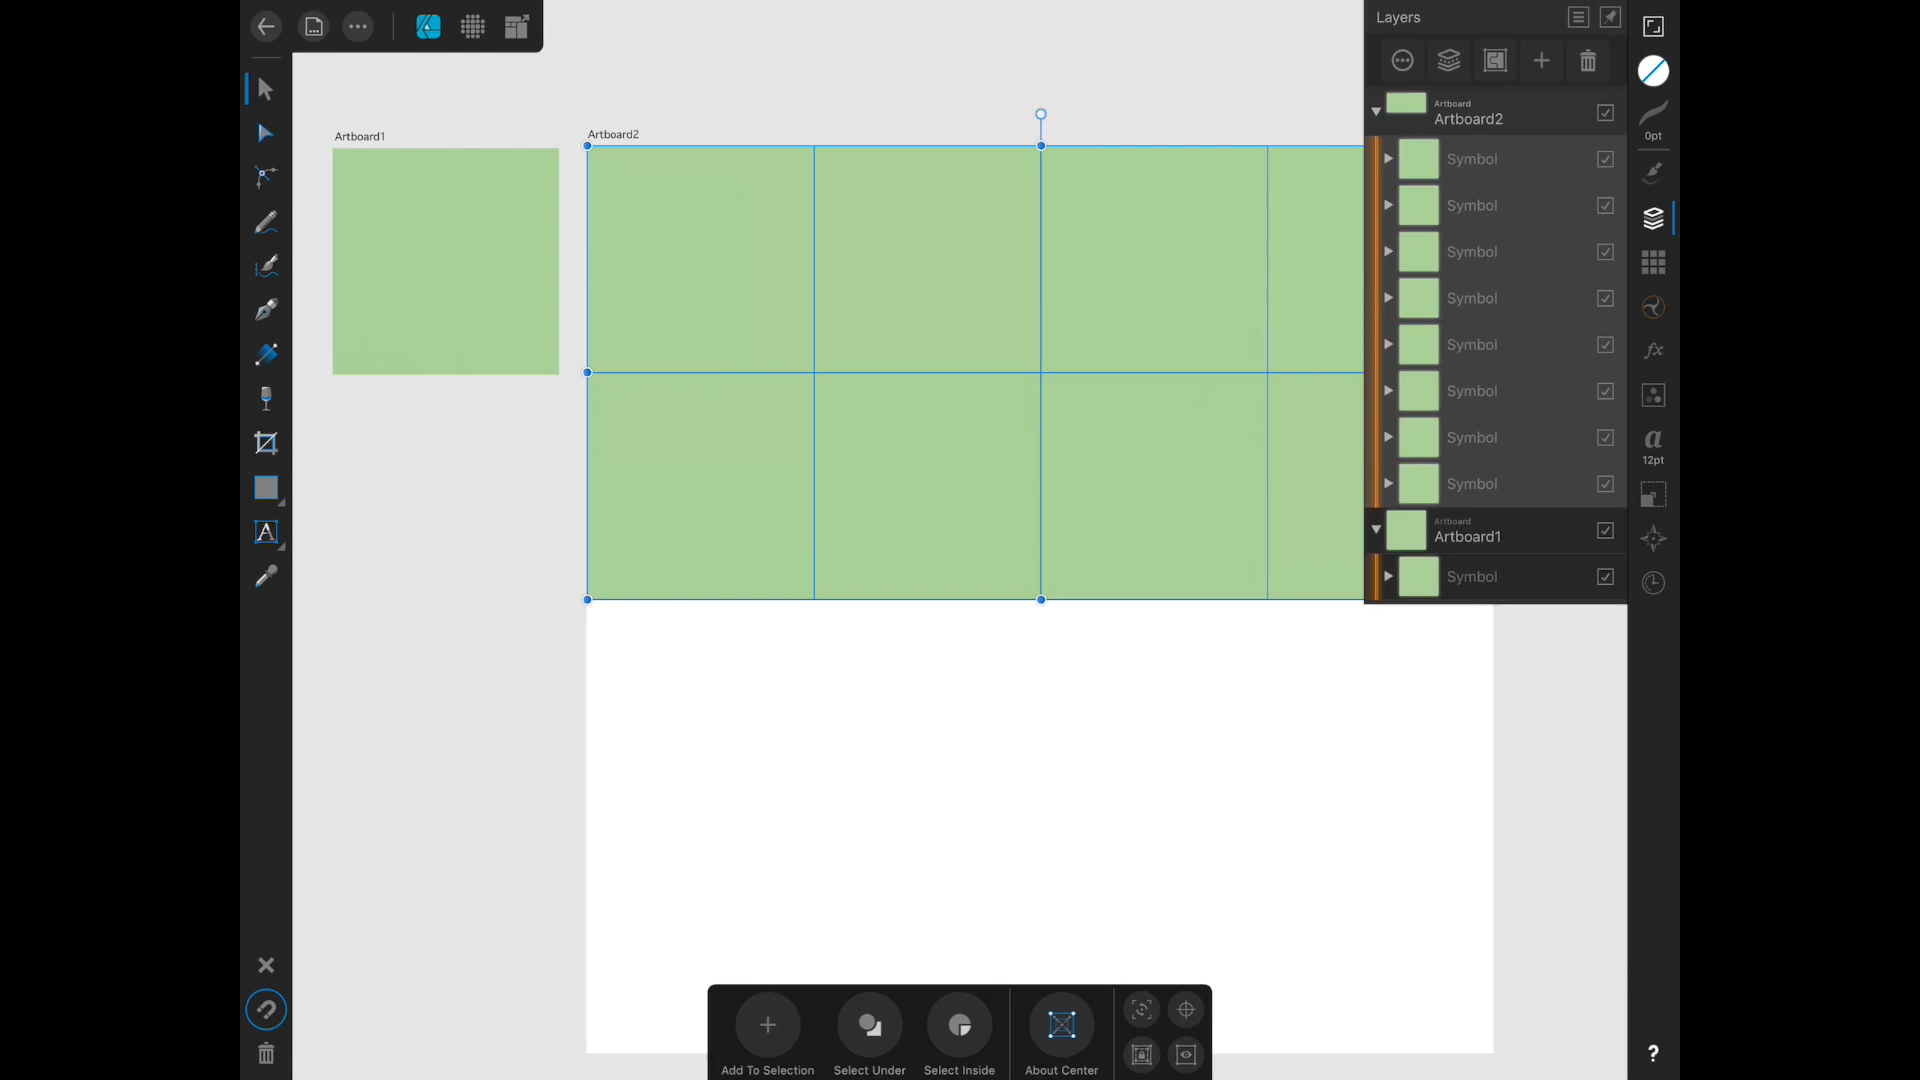 Layers
Artboard
Artboard2
0pt
Artboard1
Artboard2
Symbol
Symbol
Symbol
Symbol
Symbol
Symbol
a
12pt
Symbol
Symbol
Artboard
Artboard1
Symbol
A
fx
?
Add To Selection
Select Under
Select Inside
About Center